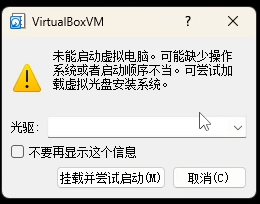 VirtualBoxVM
未能启动虚拟电脑。可能缺少操作
系统或者启动顺序不当。可尝试加
载虚拟光盘安装系统。
光驱：
不要再显示这个信息
挂载并尝试启动(M)
取消(C)